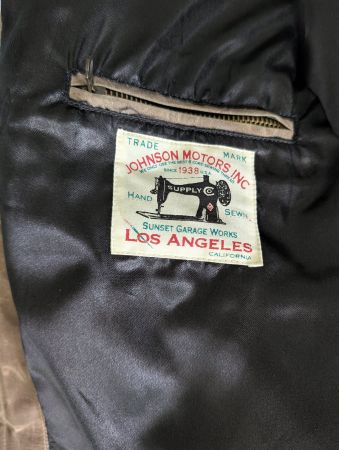 TRADE MARK
JOHNSON MOTORS INC
SINCE 1938 U.S.A.
SUPPLY Co
HAND SEWN
SUNSET GARAGE WORKS
LOS ANGELES
CALIFORNIA